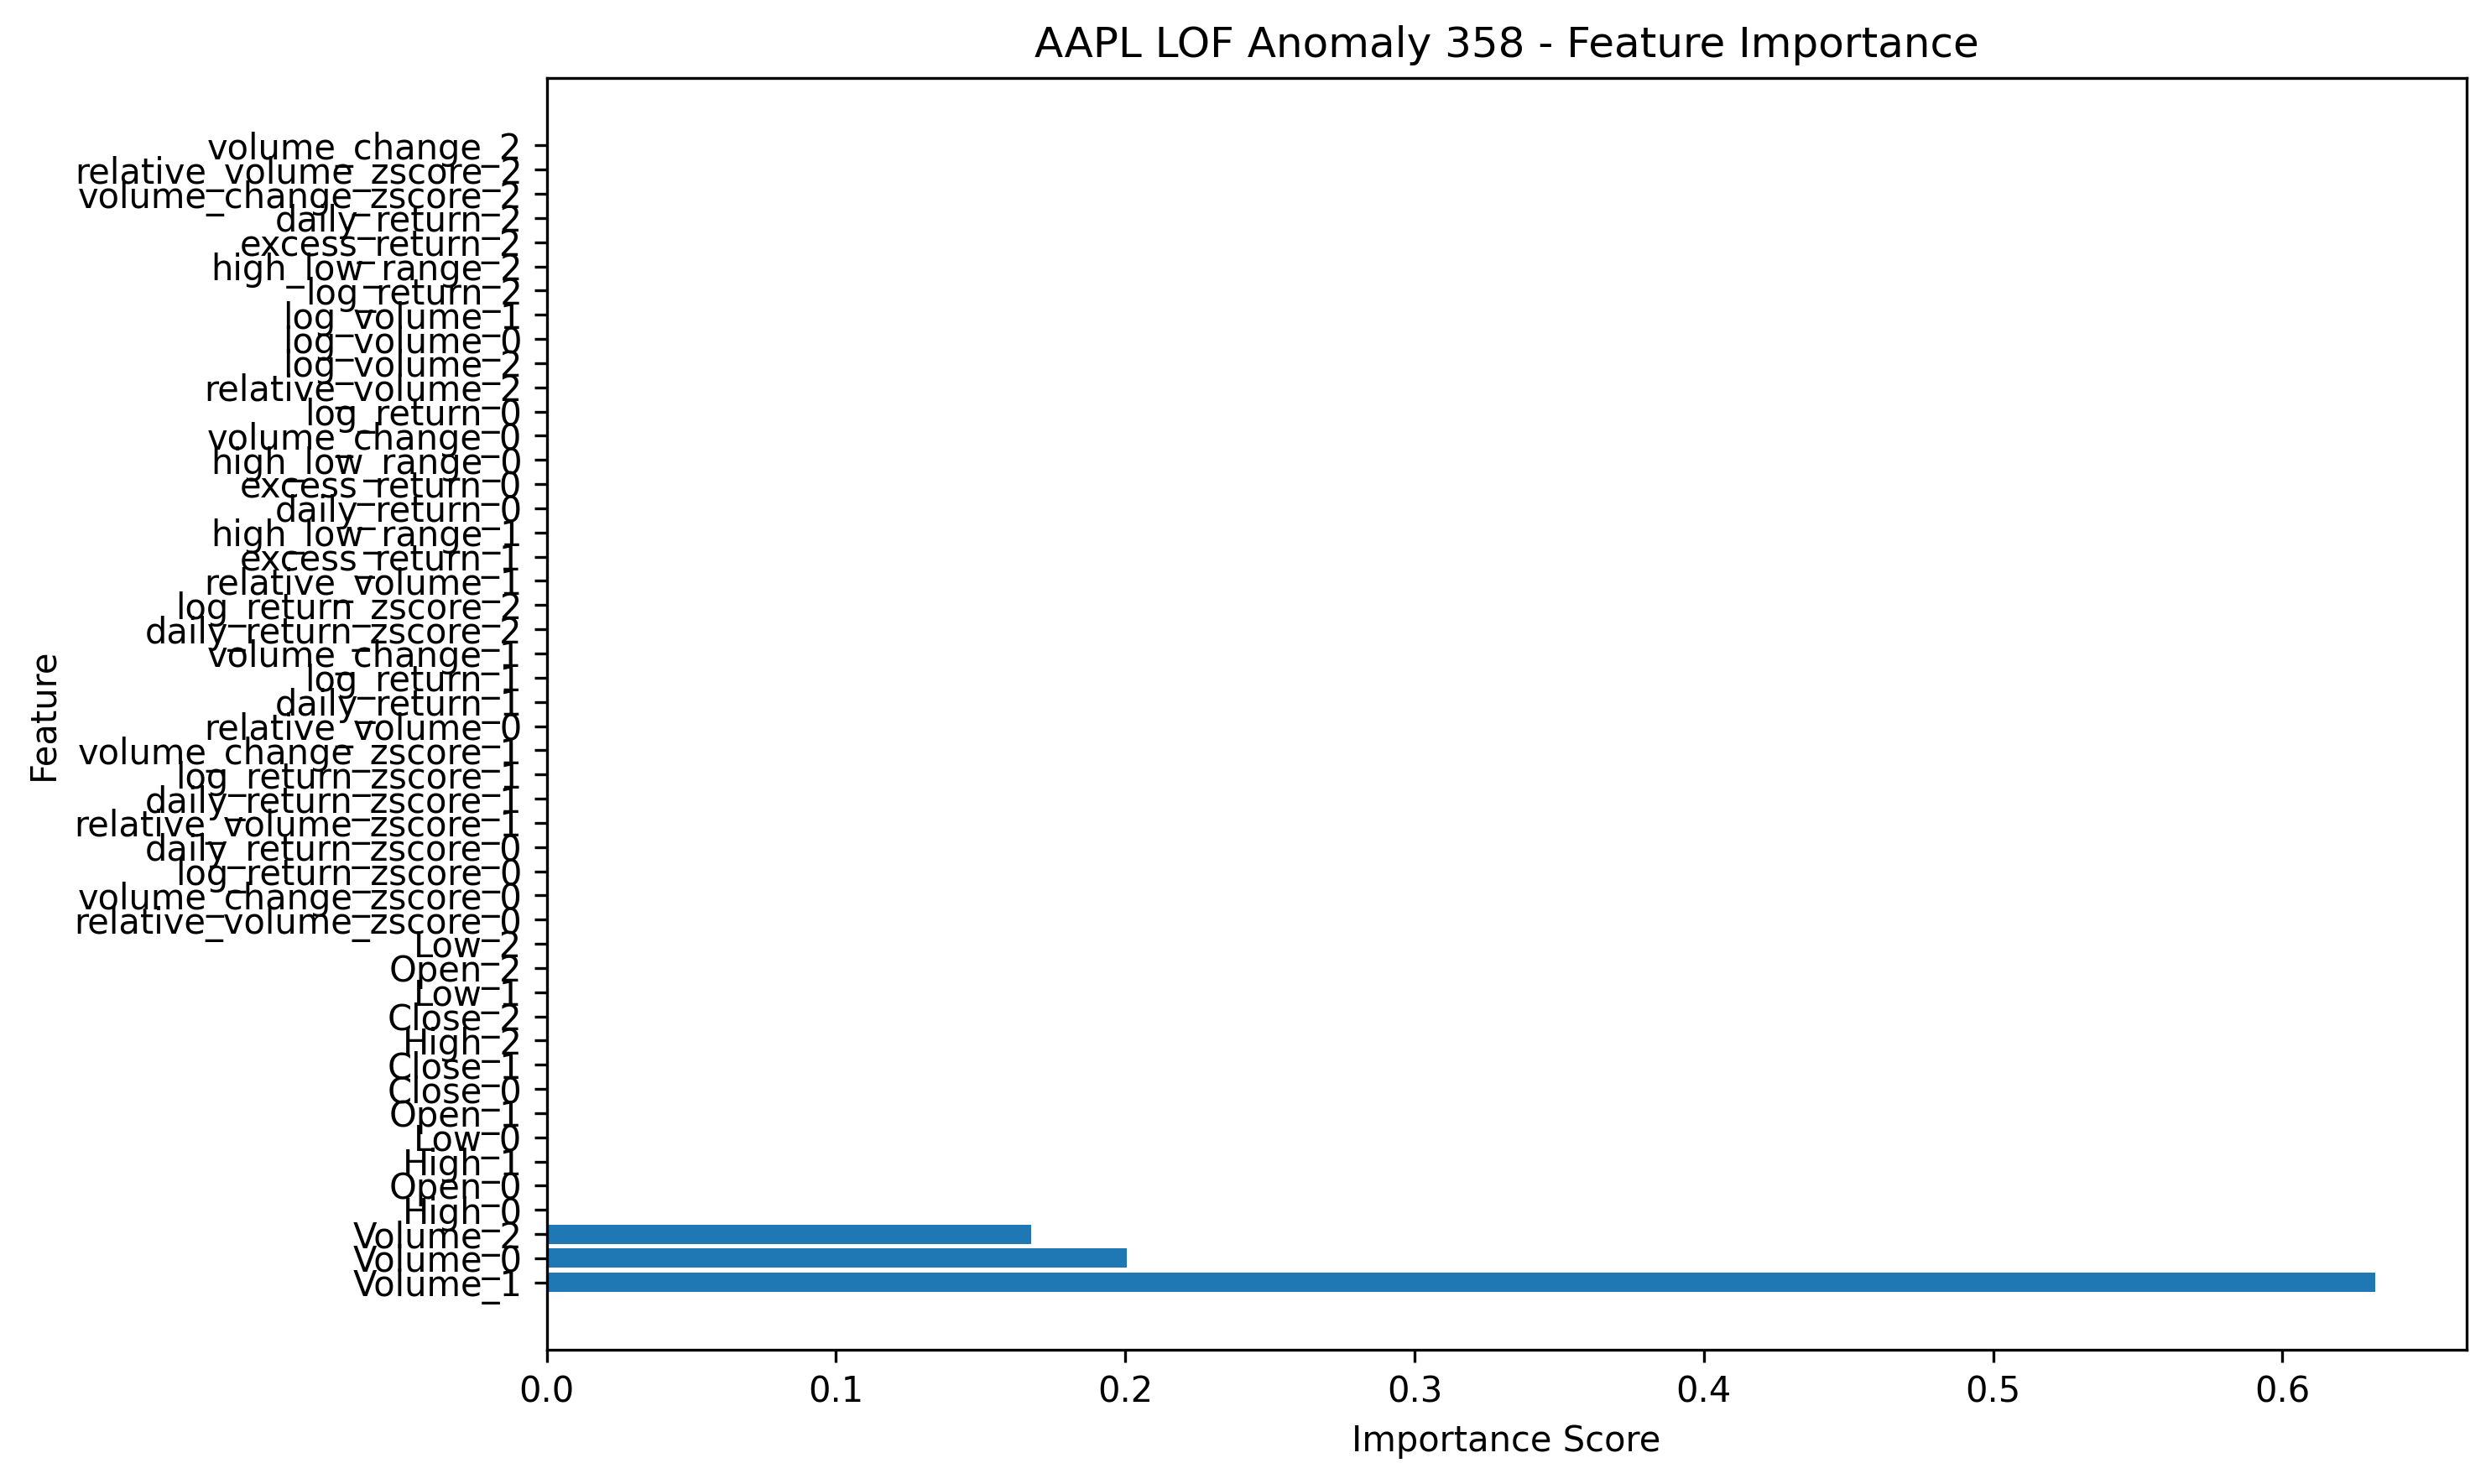 AAPL LOF Anomaly 358 - Feature Importance
volume_change_2
relative_volume_zscore_2
volume_change_zscore_2
daily_return_2
excess_return_2
high_low_range_2
log_return_2
log_volume_1
log_volume_0
log_volume_2
relative_volume_2
log_return_0
volume_change_0
high_low_range_0
excess_return_0
daily_return_0
high_low_range_1
excess_return_1
relative_volume_1
log_return_zscore_2
daily_return_zscore_2
volume_change_1
log_return_1
daily_return_1
relative_volume_0
volume_change_zscore_1
log_return_zscore_1
daily_return_zscore_1
relative_volume_zscore_1
daily_return_zscore_0
log_return_zscore_0
volume_change_zscore_0
relative_volume_zscore_0
Low_2
Open_2
Low_1
Close_2
High_2
Close_1
Close_0
Open_1
Low_0
High_1
Open_0
High_0
Volume_2
Volume_0
Volume_1
Feature
0.0 0.1 0.2 0.3 0.4 0.5 0.6
Importance Score